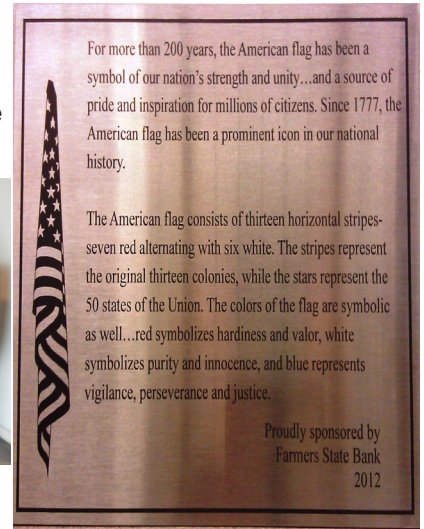 For more than 200 years, the American flag has been a
symbol of our nation's strength and unity...and a source of
pride and inspiration for millions of citizens. Since 1777, the
American flag has been a prominent icon in our national
history.
The American flag consists of thirteen horizontal stripes-
seven red alternating with six white. The stripes represent
the original thirteen colonies, while the stars represent the
50 states of the Union. The colors of the flag are symbolic
as well...red symbolizes hardiness and valor, white
symbolizes purity and innocence, and blue represents
vigilance, perseverance and justice.
Proudly sponsored by
Farmers State Bank
2012